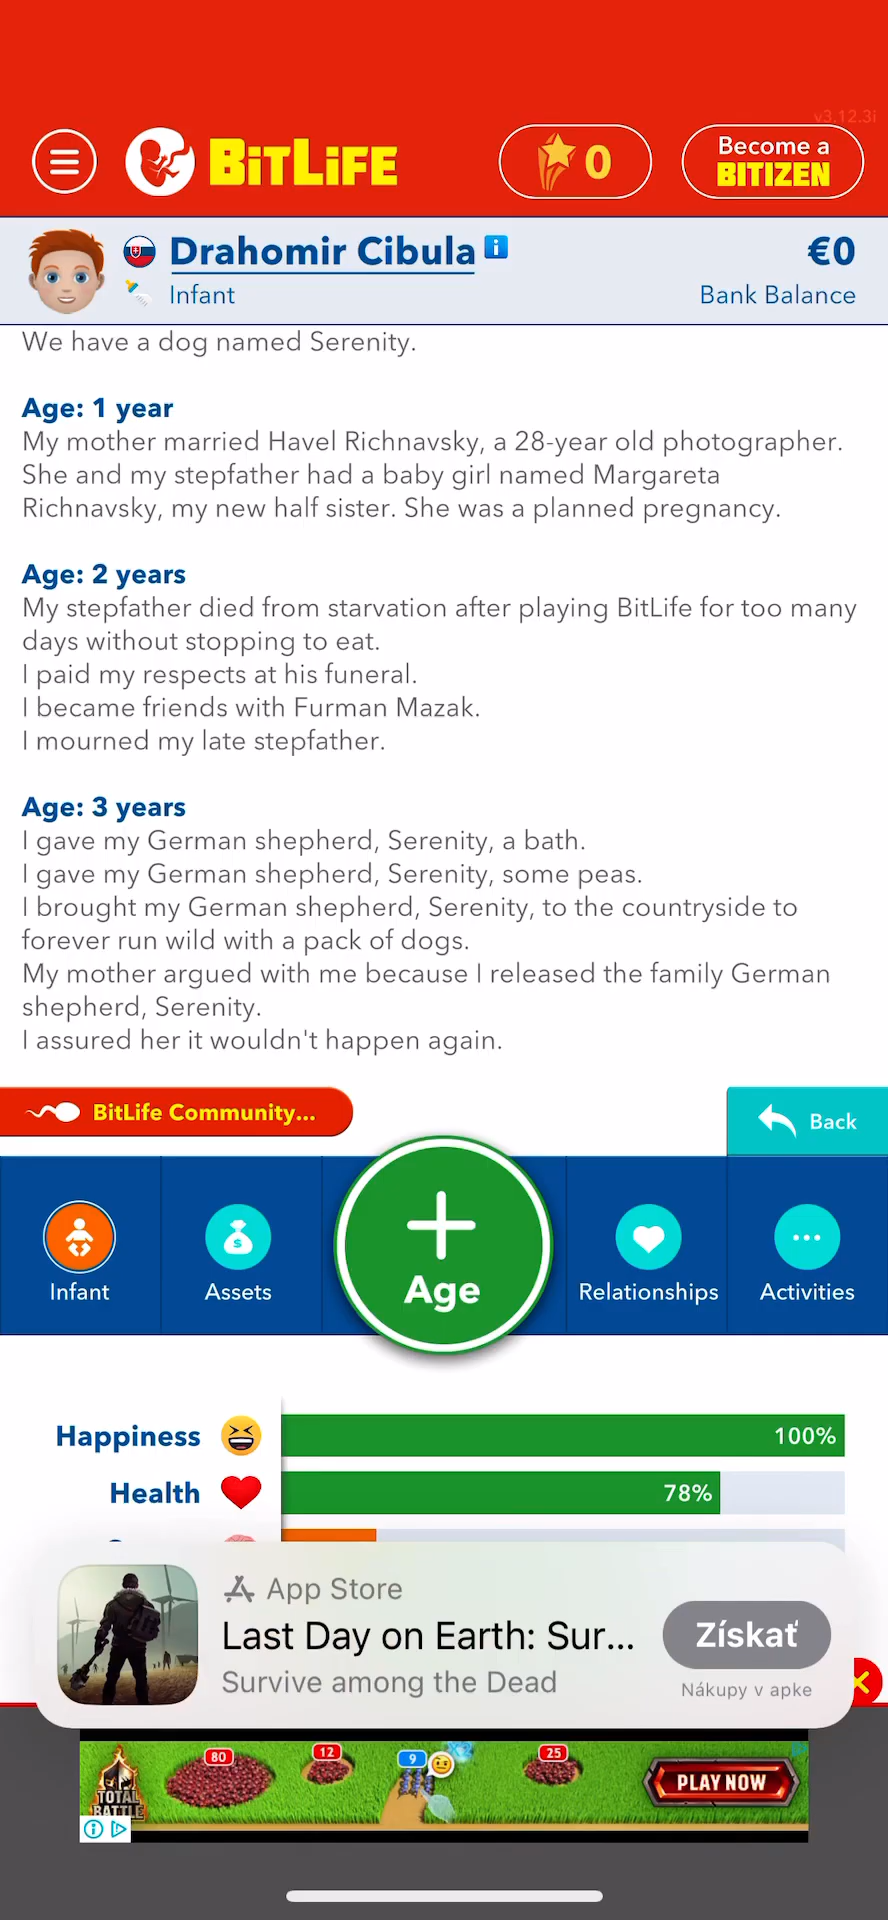 v3.12.3i
BITLIFE
0
Become a
BITIZEN
Drahomir Cibula
i
€0
Infant
Bank Balance
We have a dog named Serenity.
Age: 1 year
My mother married Havel Richnavsky, a 28-year old photographer.
She and my stepfather had a baby girl named Margareta
Richnavsky, my new half sister. She was a planned pregnancy.
Age: 2 years
My stepfather died from starvation after playing BitLife for too many
days without stopping to eat.
I paid my respects at his funeral.
I became friends with Furman Mazak.
I mourned my late stepfather.
Age: 3 years
I gave my German shepherd, Serenity, a bath.
I gave my German shepherd, Serenity, some peas.
I brought my German shepherd, Serenity, to the countryside to
forever run wild with a pack of dogs.
My mother argued with me because I released the family German
shepherd, Serenity.
I assured her it wouldn't happen again.
BitLife Community...
Back
Infant
Assets
Age
Relationships
Activities
Happiness
100%
Health
78%
App Store
Last Day on Earth: Sur...
Survive among the Dead
Získať
Nákupy v apke
TOTAL
BATTLE
80
12
9
25
PLAY NOW